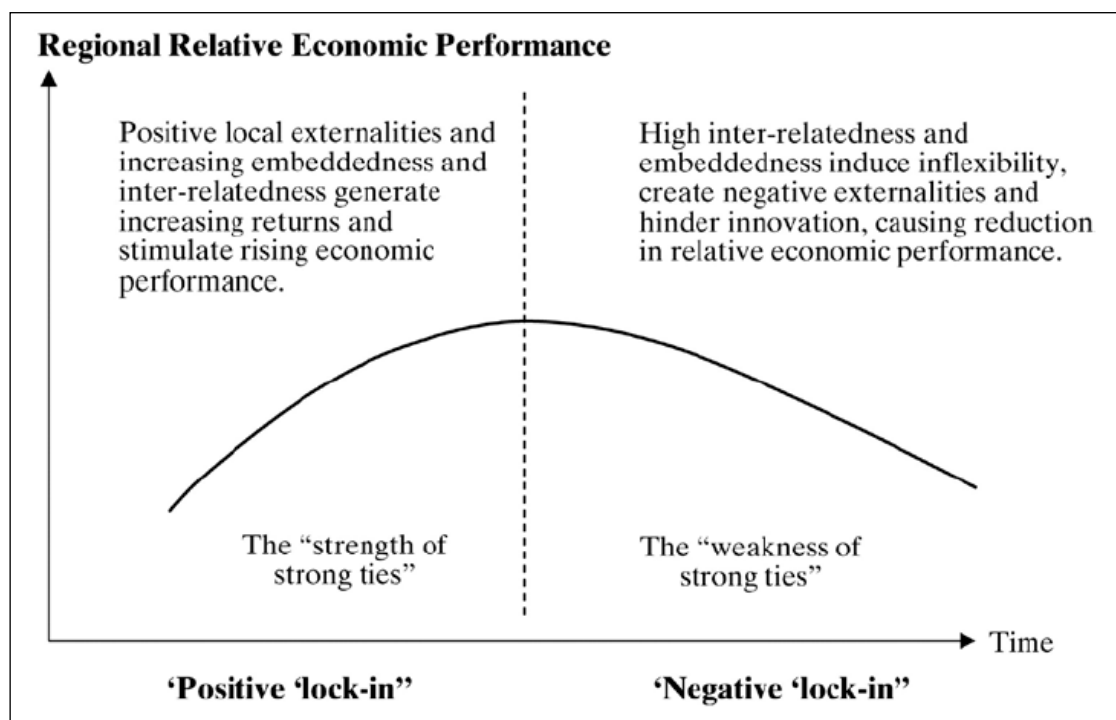 Regional Relative Economic Performance
Positive local externalities and
increasing embeddedness and
inter-relatedness generate
increasing returns and
stimulate rising economic
performance.
High inter-relatedness and
embeddedness induce inflexibility,
create negative externalities and
hinder innovation, causing reduction
in relative economic performance.
The “strength of
strong ties”
The “weakness of
strong ties”
Time
‘Positive ‘lock-in”
‘Negative ‘lock-in”